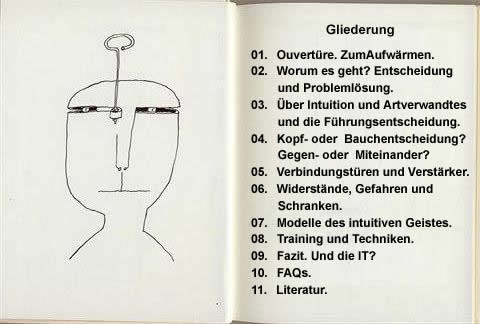 Gliederung
01. Ouvertüre. ZumAufwärmen.
02. Worum es geht? Entscheidung
und Problemlösung.
03. Über Intuition und Artverwandtes
und die Führungsentscheidung.
04. Kopf- oder Bauchentscheidung?
Gegen- oder Miteinander?
05. Verbindungstüren und Verstärker.
06. Widerstände, Gefahren und
Schranken.
07. Modelle des intuitiven Geistes.
08. Training und Techniken.
09. Fazit. Und die IT?
10. FAQs.
11. Literatur.